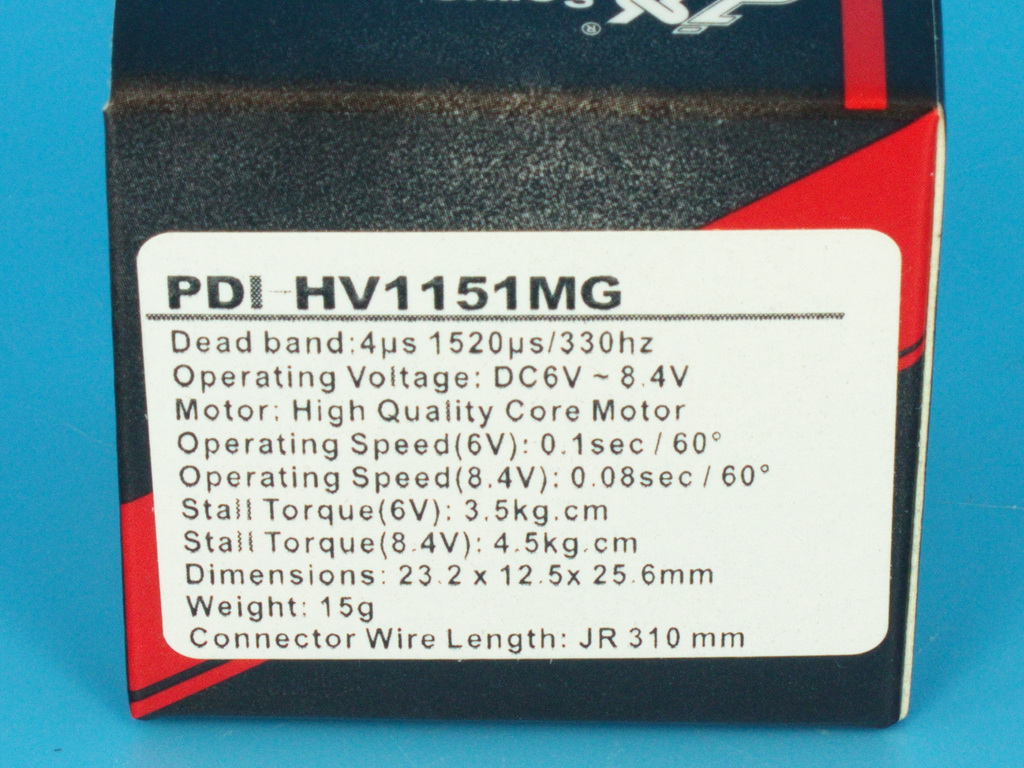 ®
PDI-HV1151MG
Dead band:4µs 1520µs/330hz
Operating Voltage: DC6V ~ 8.4V
Motor: High Quality Core Motor
Operating Speed(6V): 0.1sec / 60°
Operating Speed(8.4V): 0.08sec / 60°
Stall Torque(6V): 3.5kg.cm
Stall Torque(8.4V): 4.5kg.cm
Dimensions: 23.2 x 12.5x 25.6mm
Weight: 15g
Connector Wire Length: JR 310 mm